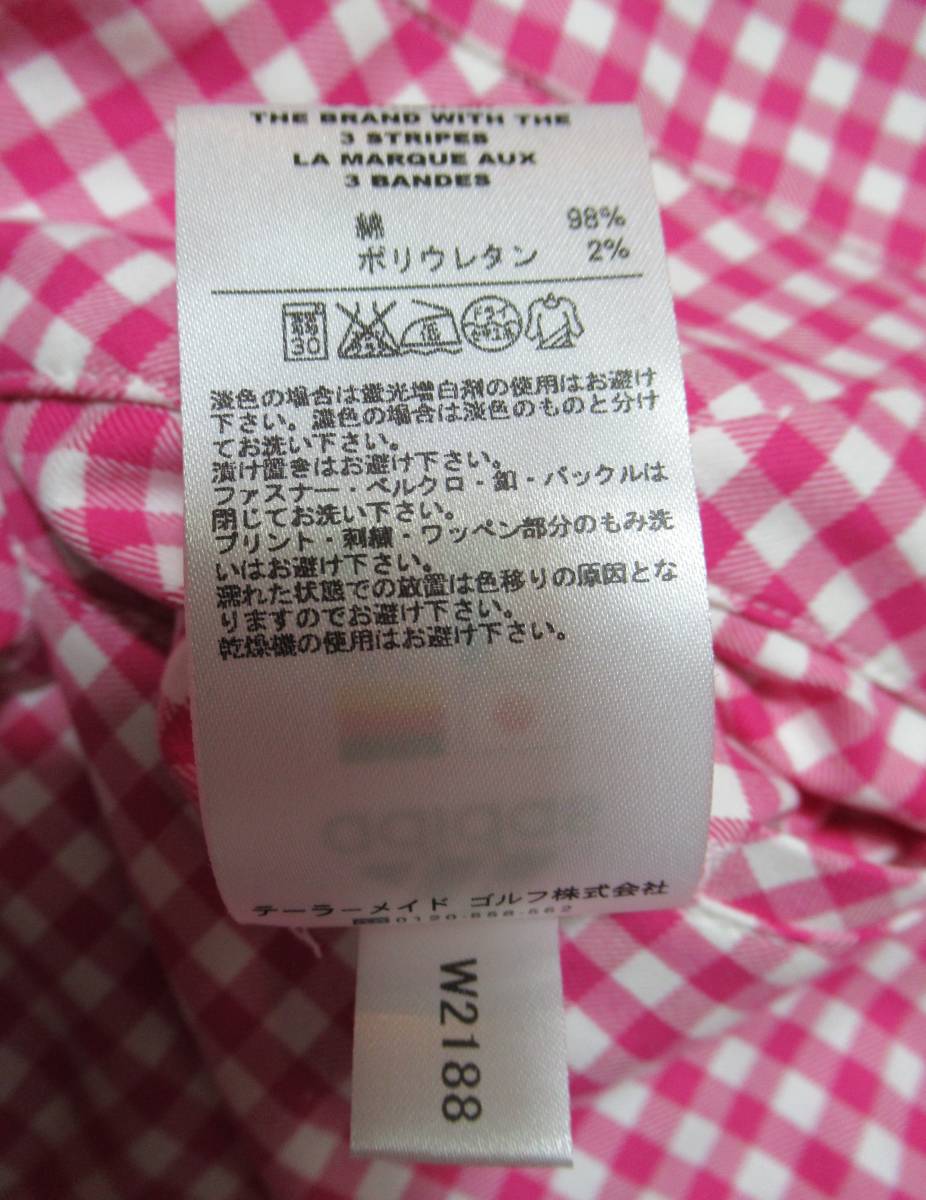 THE BRAND WITH THE
3 STRIPES
LA MARQUE AUX
3 BANDES
綿 98%
ポリウレタン 2%
30 低 ドライ
淡色の場合は蛍光増白剤の使用はお避け
下さい。濃色の場合は淡色のものと分け
てお洗い下さい。
漬け置きはお避け下さい。
ファスナー・ベルクロ・釦・バックルは
閉じてお洗い下さい。
プリント・刺繍・ワッペン部分のもみ洗
いはお避け下さい。
濡れた状態での放置は色移りの原因とな
りますのでお避け下さい。
乾燥機の使用はお避け下さい。
テーラーメイド ゴルフ株式会社
W2188